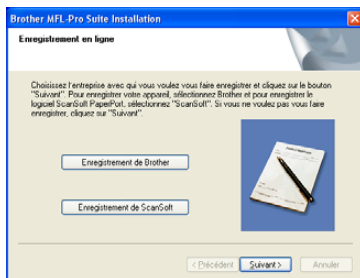 Brother MFL-Pro Suite Installation
Enregistrement en ligne
Choisissez l'entreprise avec qui vous voulez vous faire enregistrer et cliquez sur le bouton
"Suivant". Pour enregistrer votre appareil, sélectionnez Brother et pour enregistrer le
logiciel ScanSoft PaperPort, sélectionnez "ScanSoft". Si vous ne voulez pas vous faire
enregistrer, cliquez sur "Suivant".
Enregistrement de Brother
Enregistrement de ScanSoft
< Précédent Suivant > Annuler